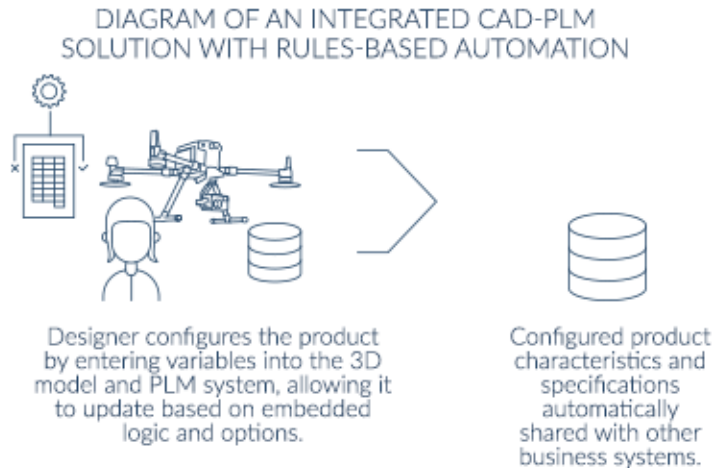 DIAGRAM OF AN INTEGRATED CAD-PLM
SOLUTION WITH RULES-BASED AUTOMATION
Designer configures the product
by entering variables into the 3D
model and PLM system, allowing it
to update based on embedded
logic and options.
Configured product
characteristics and
specifications
automatically
shared with other
business systems.